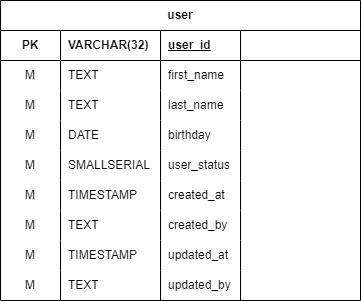 user
PK VARCHAR(32) user_id
M TEXT first_name
M TEXT last_name
M DATE birthday
M SMALLSERIAL user_status
M TIMESTAMP created_at
M TEXT created_by
M TIMESTAMP updated_at
M TEXT updated_by